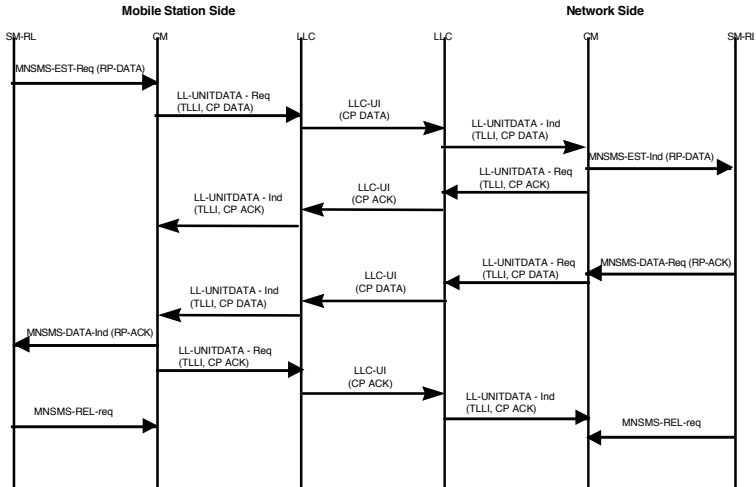 Mobile Station Side
Network Side
SM-RL
CM
LLC
LLC
CM
SM-RL
MNSMS-EST-Req (RP-DATA)
LL-UNITDATA - Req
(TLLI, CP DATA)
LLC-UI
(CP DATA)
LL-UNITDATA - Ind
(TLLI, CP DATA)
MNSMS-EST-Ind (RP-DATA)
LL-UNITDATA - Req
(TLLI, CP ACK)
LLC-UI
(CP ACK)
LL-UNITDATA - Ind
(TLLI, CP ACK)
MNSMS-DATA-Req (RP-ACK)
LL-UNITDATA - Req
(TLLI, CP DATA)
LLC-UI
(CP DATA)
LL-UNITDATA - Ind
(TLLI, CP DATA)
MNSMS-DATA-Ind (RP-ACK)
LL-UNITDATA - Req
(TLLI, CP ACK)
LLC-UI
(CP ACK)
LL-UNITDATA - Ind
(TLLI, CP ACK)
MNSMS-REL-req
MNSMS-REL-req